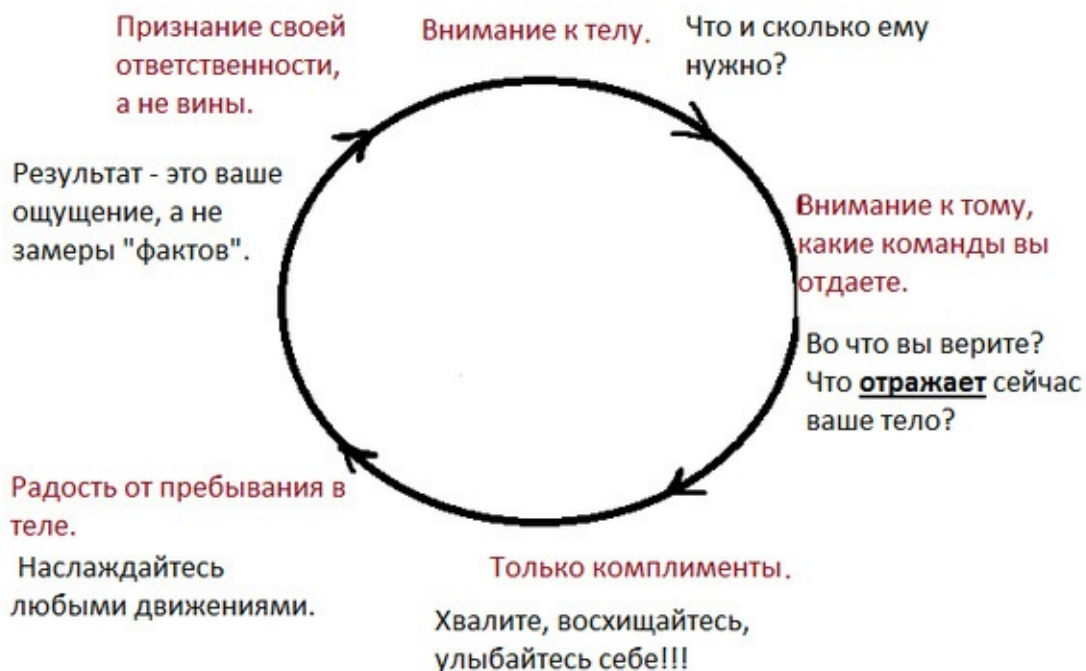 Признание своей
ответственности,
а не вины.
Внимание к телу.
Что и сколько ему
нужно?
Внимание к тому,
какие команды вы
отдаете.
Во что вы верите?
Что отражает сейчас
ваше тело?
Только комплименты.
Хвалите, восхищайтесь,
улыбайтесь себе!!!
Радость от пребывания в
теле.
Наслаждайтесь
любыми движениями.
Результат - это ваше
ощущение, а не
замеры "фактов".